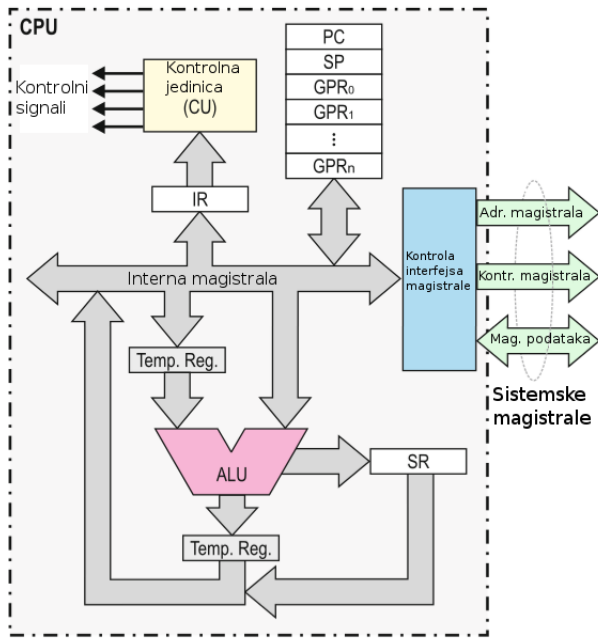 CPU
Kontrolni
signali
Kontrolna
jedinica
(CU)
PC
SP
GPR₀
GPR₁
⋮
GPRn
IR
Adr. magistrala
Kontrola
interfejsa
magistrale
Interna magistrala
Kontr. magistrala
Mag. podataka
Temp. Reg.
Sistemske
magistrale
ALU
SR
Temp. Reg.